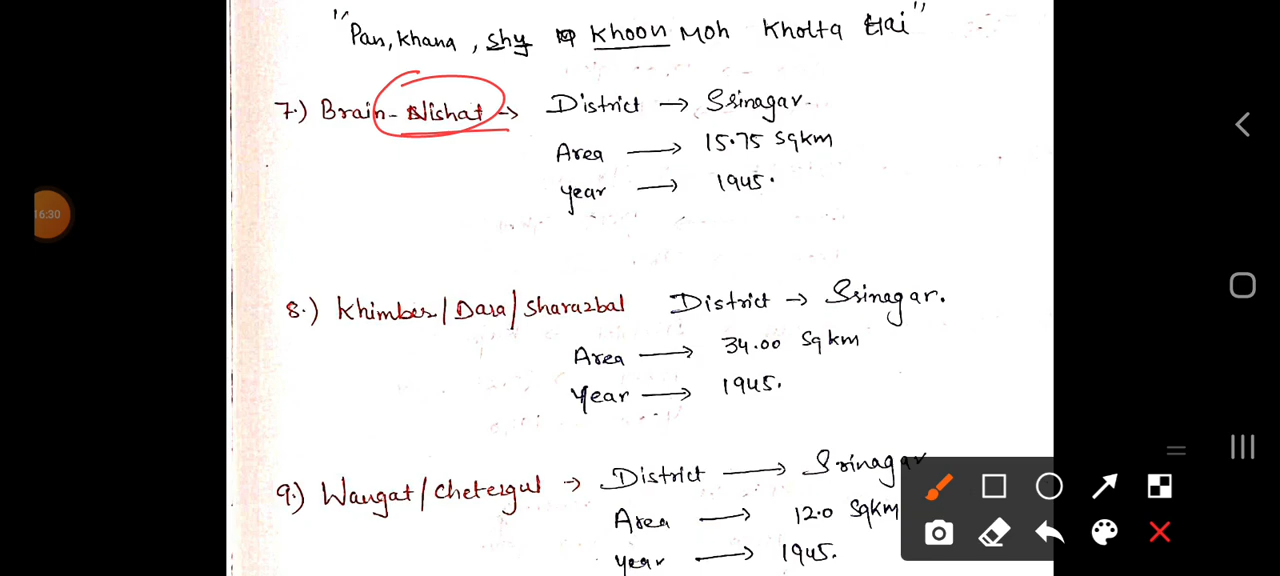 "Pan, Khana, Shy Khoon Moh Kholta Hai"
7.) Brain-Nishat → District → Srinagar.
Area → 15.75 Sqkm
Year → 1945.
16:30
8.) Khimber/Dara/Sharazbal District → Srinagar.
Area → 34.00 Sqkm
Year → 1945.
9.) Wangat/Chetergul → District → Srinagar
Area → 12.0 SqKm
year → 1945.